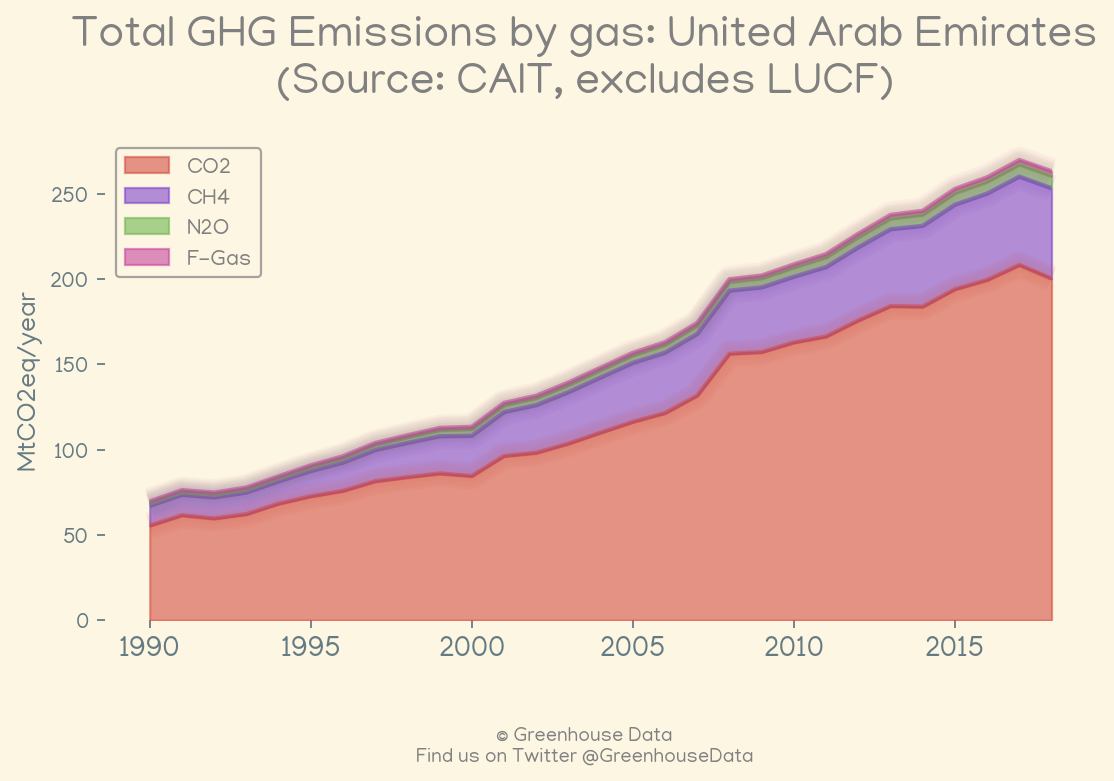 Total GHG Emissions by gas: United Arab Emirates
(Source: CAIT, excludes LUCF)
CO2
CH4
N2O
F-Gas
MtCO2eq/year
250
200
150
100
50
0
1990 1995 2000 2005 2010 2015
© Greenhouse Data
Find us on Twitter @GreenhouseData